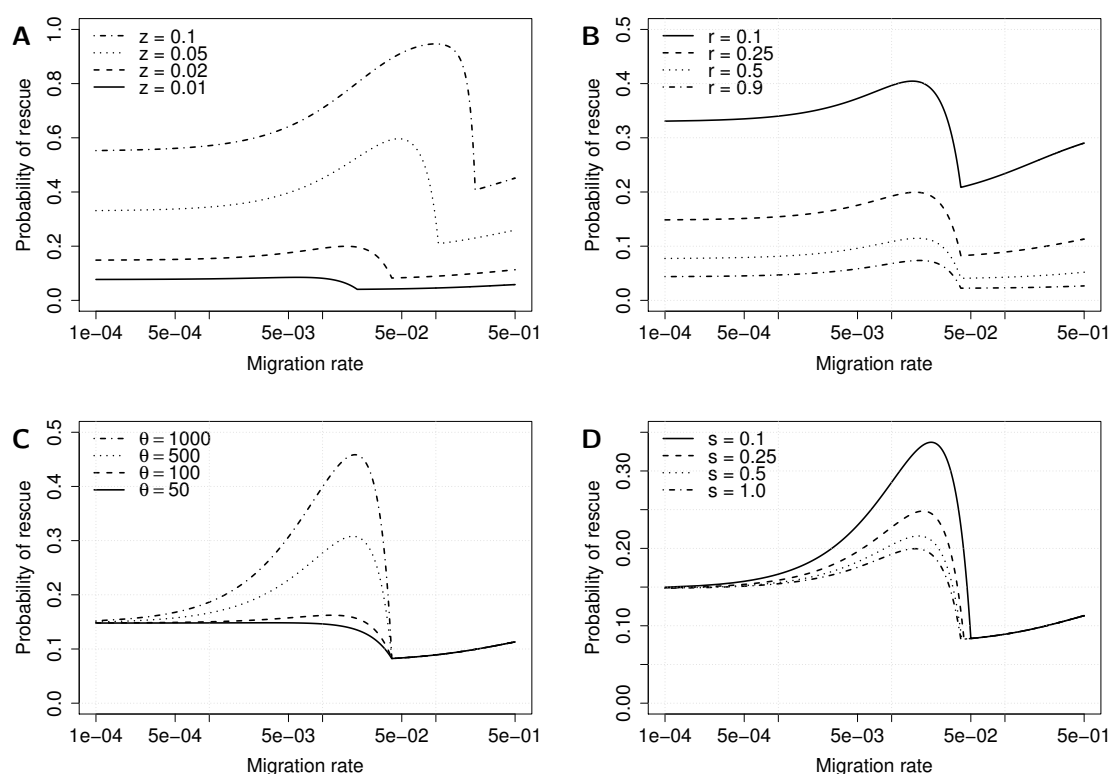 A
z = 0.1
z = 0.05
z = 0.02
z = 0.01
Probability of rescue
0.0 0.2 0.4 0.6 0.8 1.0
1e−04 5e−04 5e−03 5e−02 5e−01
Migration rate
B
r = 0.1
r = 0.25
r = 0.5
r = 0.9
Probability of rescue
0.0 0.1 0.2 0.3 0.4 0.5
1e−04 5e−04 5e−03 5e−02 5e−01
Migration rate
C
θ = 1000
θ = 500
θ = 100
θ = 50
Probability of rescue
0.0 0.1 0.2 0.3 0.4 0.5
1e−04 5e−04 5e−03 5e−02 5e−01
Migration rate
D
s = 0.1
s = 0.25
s = 0.5
s = 1.0
Probability of rescue
0.00 0.10 0.20 0.30
1e−04 5e−04 5e−03 5e−02 5e−01
Migration rate